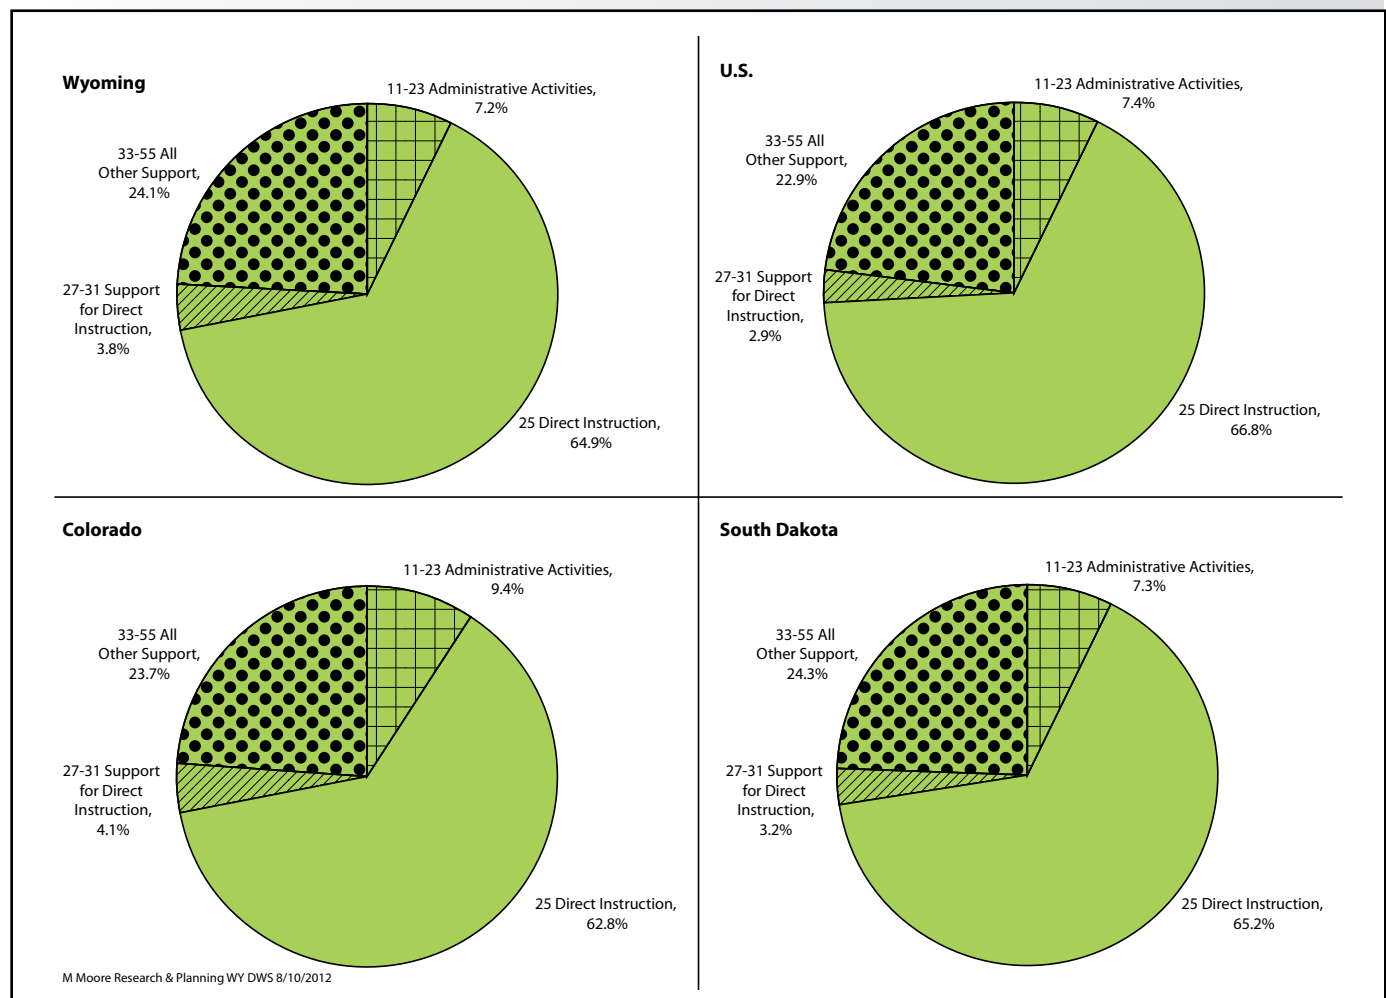 Wyoming
11-23 Administrative Activities,
7.2%
33-55 All
Other Support,
24.1%
27-31 Support
for Direct
Instruction,
3.8%
25 Direct Instruction,
64.9%
U.S.
11-23 Administrative Activities,
7.4%
33-55 All
Other Support,
22.9%
27-31 Support
for Direct
Instruction,
2.9%
25 Direct Instruction,
66.8%
Colorado
11-23 Administrative Activities,
9.4%
33-55 All
Other Support,
23.7%
27-31 Support
for Direct
Instruction,
4.1%
25 Direct Instruction,
62.8%
M Moore Research & Planning WY DWS 8/10/2012
South Dakota
11-23 Administrative Activities,
7.3%
33-55 All
Other Support,
24.3%
27-31 Support
for Direct
Instruction,
3.2%
25 Direct Instruction,
65.2%